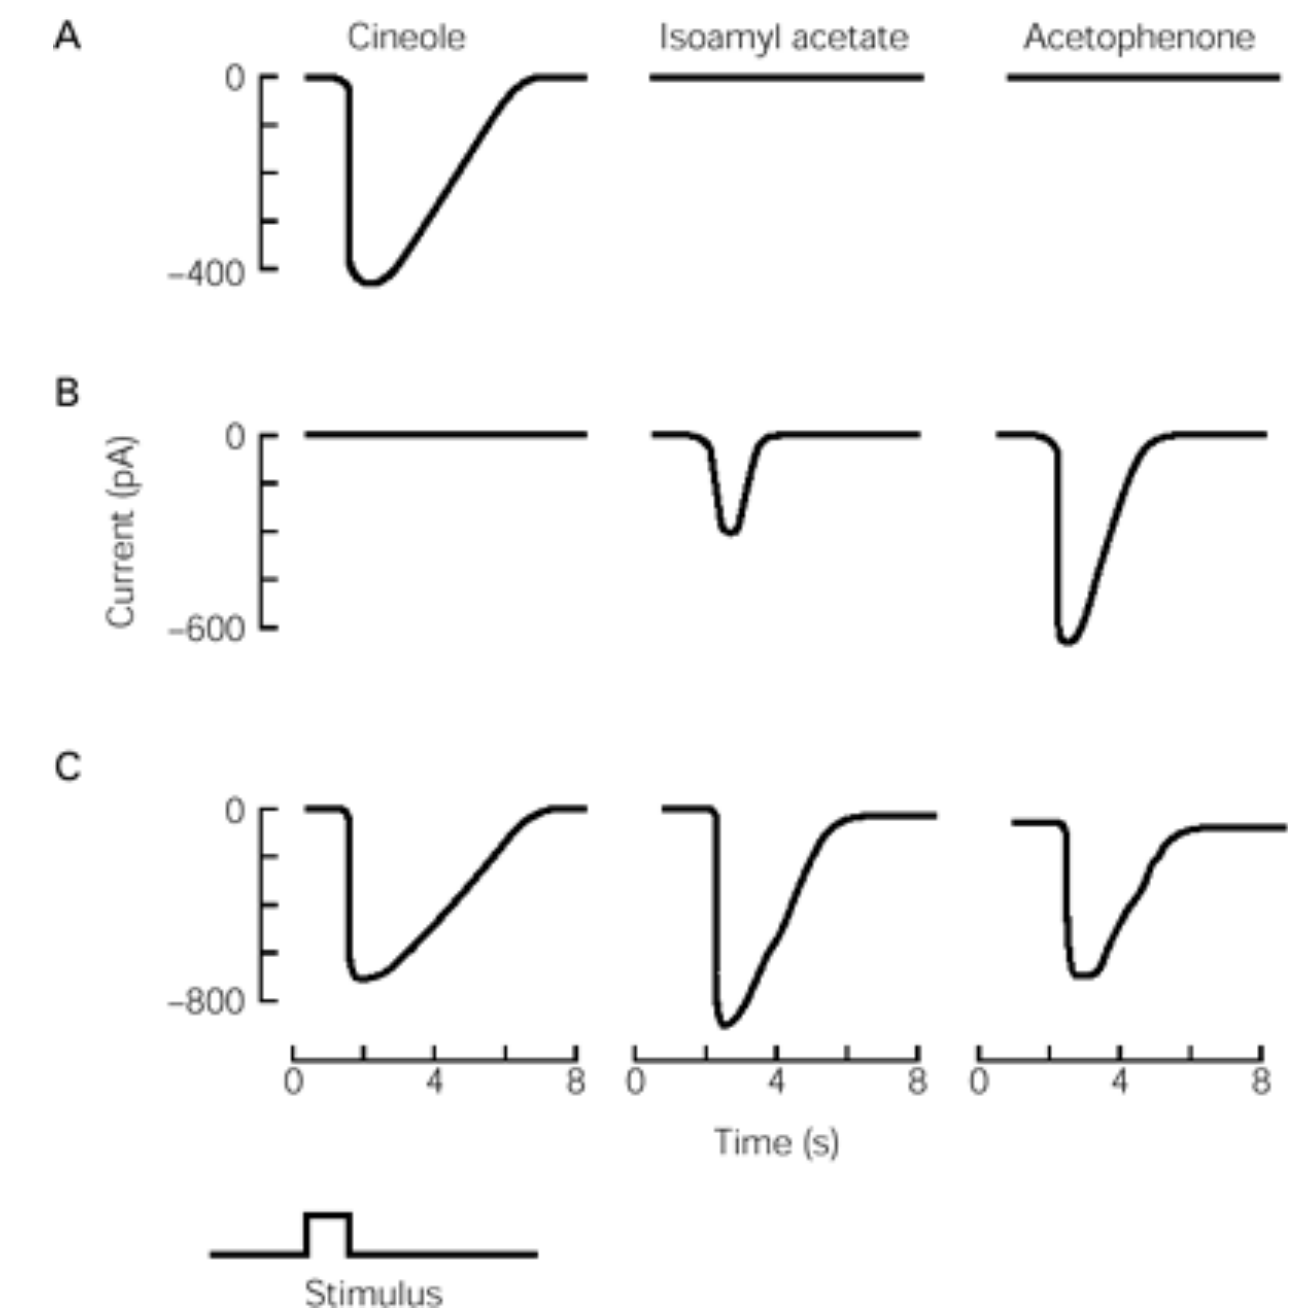 A
Cineole Isoamyl acetate Acetophenone
0
–400
B
0
Current (pA)
–600
C
0
–800
0 4 8 0 4 8 0 4 8
Time (s)
Stimulus